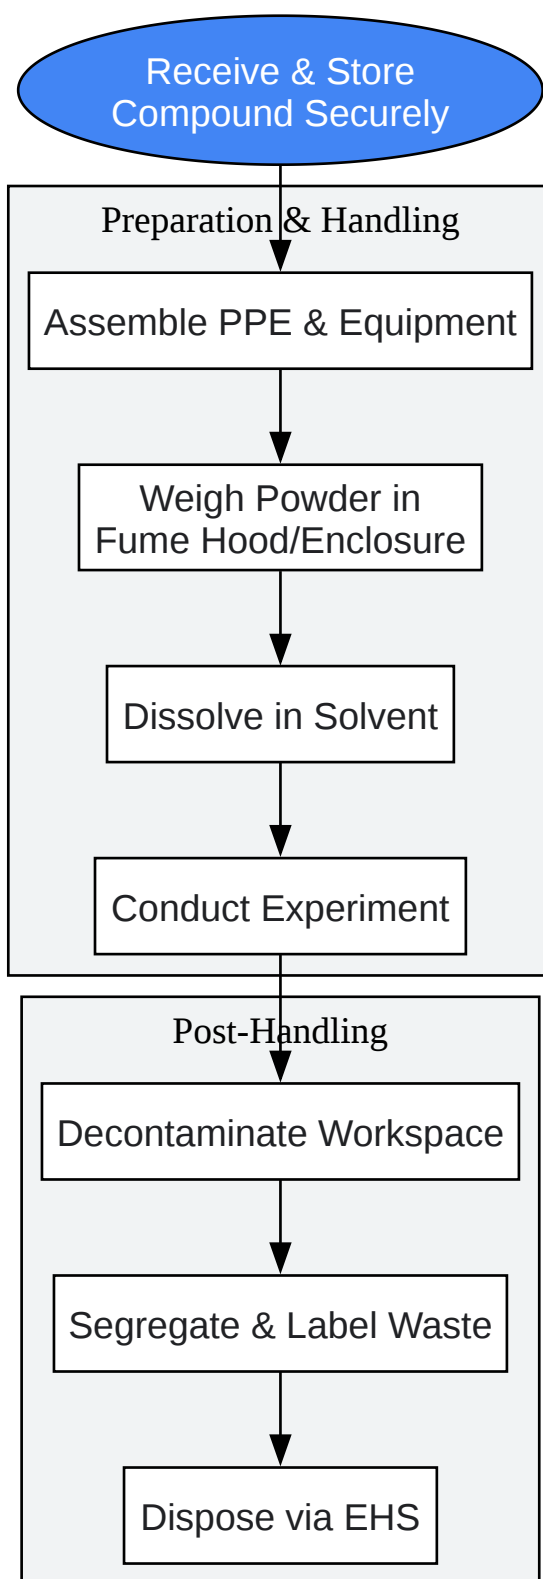 Receive & Store
Compound Securely
Preparation & Handling
Assemble PPE & Equipment
Weigh Powder in
Fume Hood/Enclosure
Dissolve in Solvent
Conduct Experiment
Post-Handling
Decontaminate Workspace
Segregate & Label Waste
Dispose via EHS